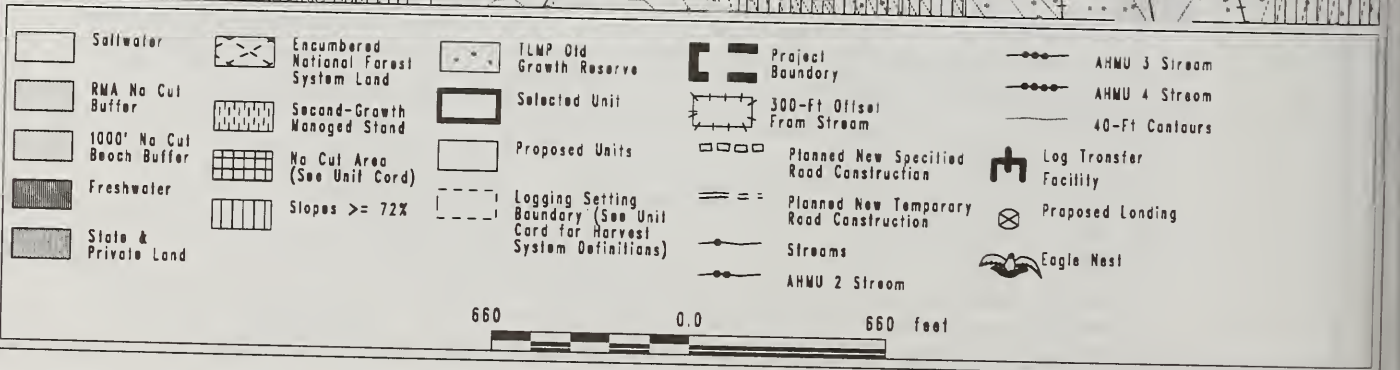 Saltwater
RMA No Cut
Buffer
1000' No Cut
Beach Buffer
Freshwater
State &
Private Land
Encumbered
National Forest
System Land
Second-Growth
Managed Stand
No Cut Area
(See Unit Card)
Slopes >= 72%
TLMP Old
Growth Reserve
Selected Unit
Proposed Units
Logging Setting
Boundary (See Unit
Card for Harvest
System Definitions)
Project
Boundary
300-Ft Offset
From Stream
Planned New Specified
Road Construction
Planned New Temporary
Road Construction
Streams
AHMU 2 Stream
AHMU 3 Stream
AHMU 4 Stream
40-Ft Contours
Log Transfer
Facility
Proposed Landing
Eagle Nest
660 0.0 660 feet